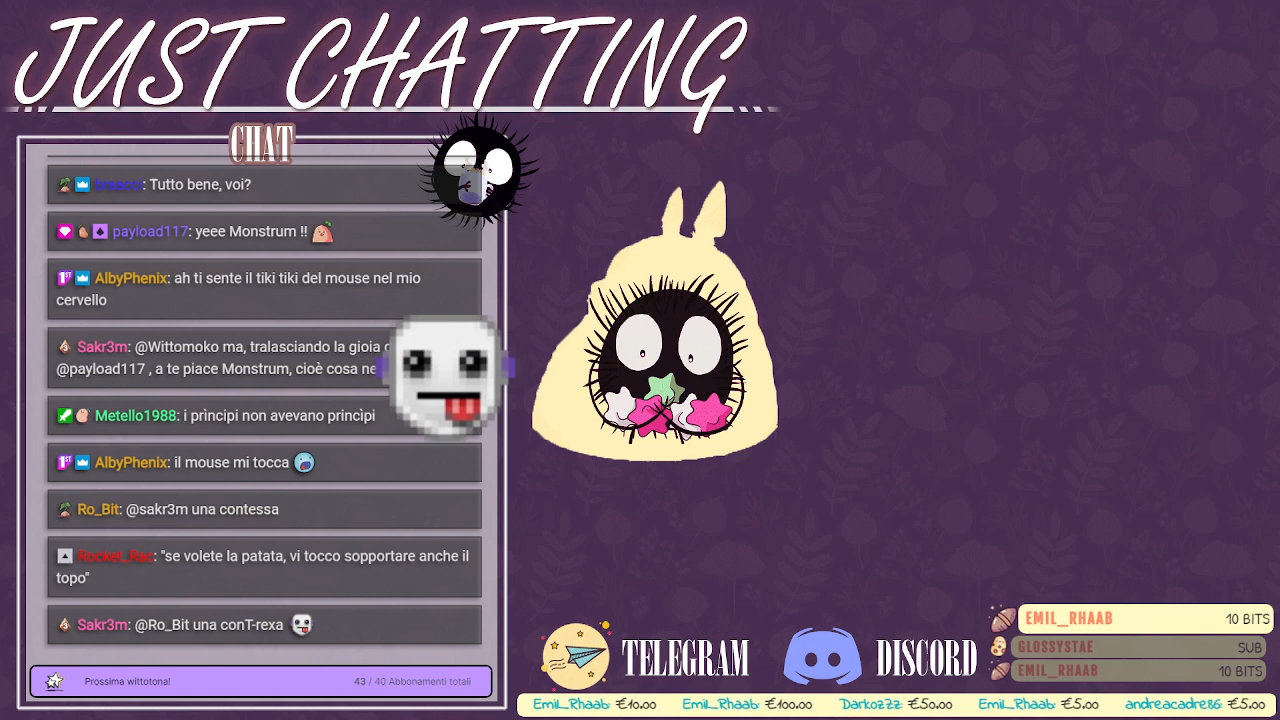 JUST CHATTING
CHAT
: Tutto bene, voi?
payload117: yeee Monstrum !!
1ST AlbyPhenix: ah ti sente il tiki tiki del mouse nel mio
cervello
Sakr3m: @Wittomoko ma, tralasciando la gioia
@payload117 , a te piace Monstrum, cioè cosa
Metello1988: i prìncipi non avevano princìpi
1ST AlbyPhenix: il mouse mi tocca
Ro_Bit: @sakr3m una contessa
Rocket_Rac: "se volete la patata, vi tocco sopportare anche il
topo"
Sakr3m: @Ro_Bit una conT-rexa
Prossima wittotona! 43 / 40 Abbonamenti totali
TELEGRAM
DISCORD
EMIL_RHAAB 10 BITS
GLOSSYSTAE SUB
EMIL_RHAAB 10 BITS
Emil_Rhaab: €10.00 Emil_Rhaab: €100.00 Darkozzz: €50.00 Emil_Rhaab: €5.00 andreacadre86: €5.00